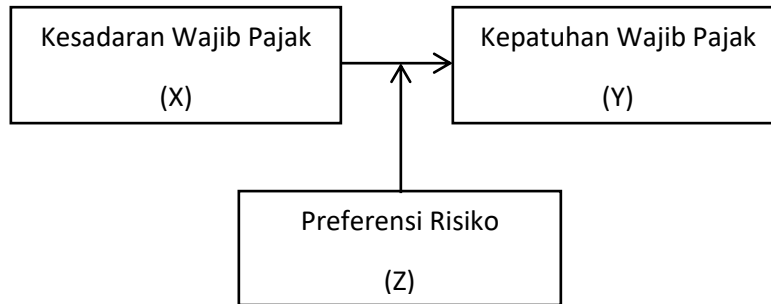 Kesadaran Wajib Pajak
(X)
Kepatuhan Wajib Pajak
(Y)
Preferensi Risiko
(Z)